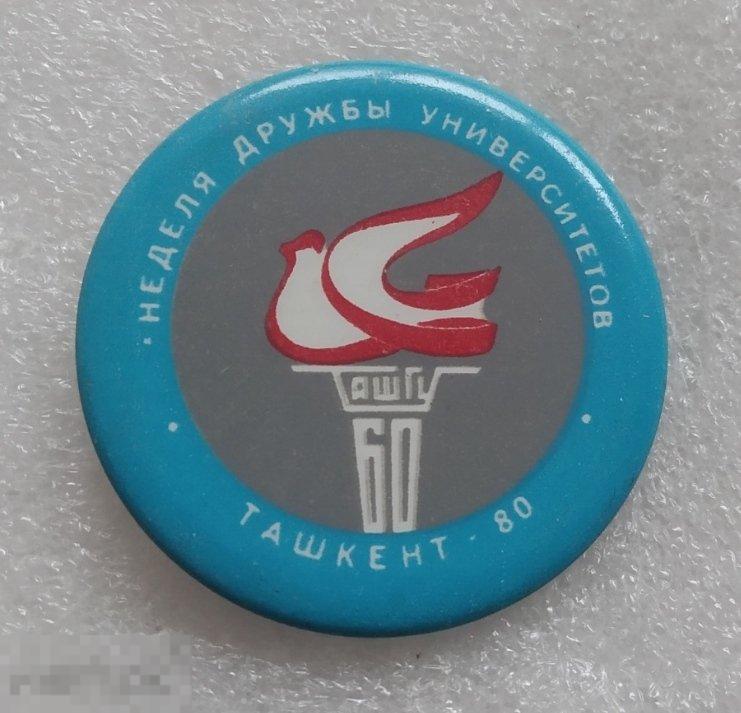 НЕДЕЛЯ ДРУЖБЫ УНИВЕРСИТЕТОВ
ТашГУ
60
ТАШКЕНТ - 80